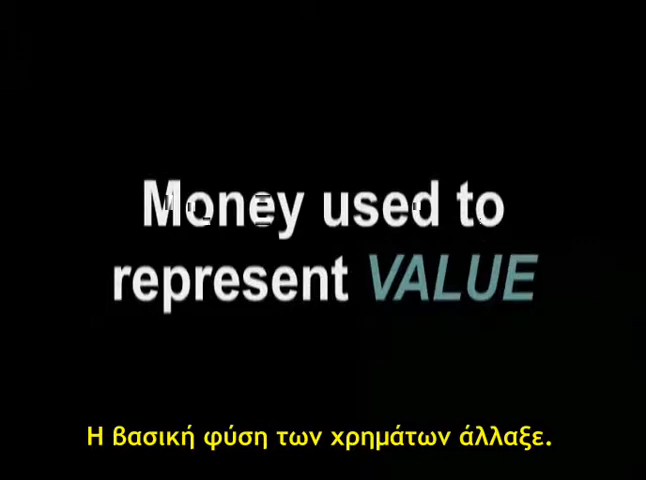 Money used to
represent VALUE
Η βασική φύση των χρημάτων άλλαξε.